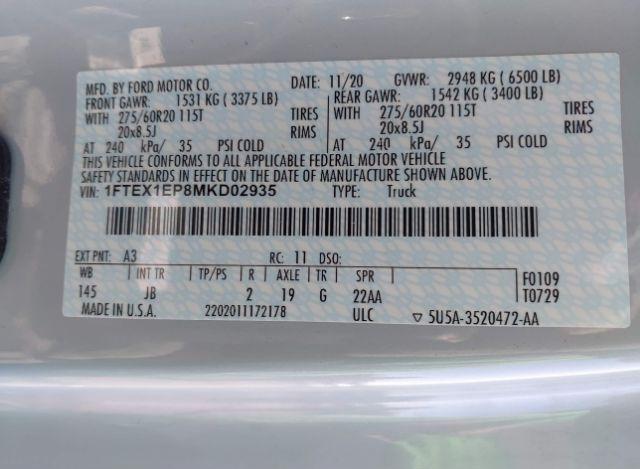 MFD. BY FORD MOTOR CO. DATE: 11/20 GVWR: 2948 KG ( 6500 LB)
FRONT GAWR: 1531 KG ( 3375 LB) REAR GAWR: 1542 KG ( 3400 LB)
WITH 275/60R20 115T TIRES WITH 275/60R20 115T TIRES
20x8.5J RIMS 20x8.5J RIMS
AT 240 kPa/ 35 PSI COLD AT 240 kPa/ 35 PSI COLD
THIS VEHICLE CONFORMS TO ALL APPLICABLE FEDERAL MOTOR VEHICLE
SAFETY STANDARDS IN EFFECT ON THE DATE OF MANUFACTURE SHOWN ABOVE.
VIN: 1FTEX1EP8MKD02935 TYPE: Truck
EXT PNT: A3 RC: 11 DSO:
WB INT TR TP/PS R AXLE TR SPR F0109
145 JB 2 19 G 22AA T0729
MADE IN U.S.A. 2202011172178 ULC ▽ 5U5A-3520472-AA